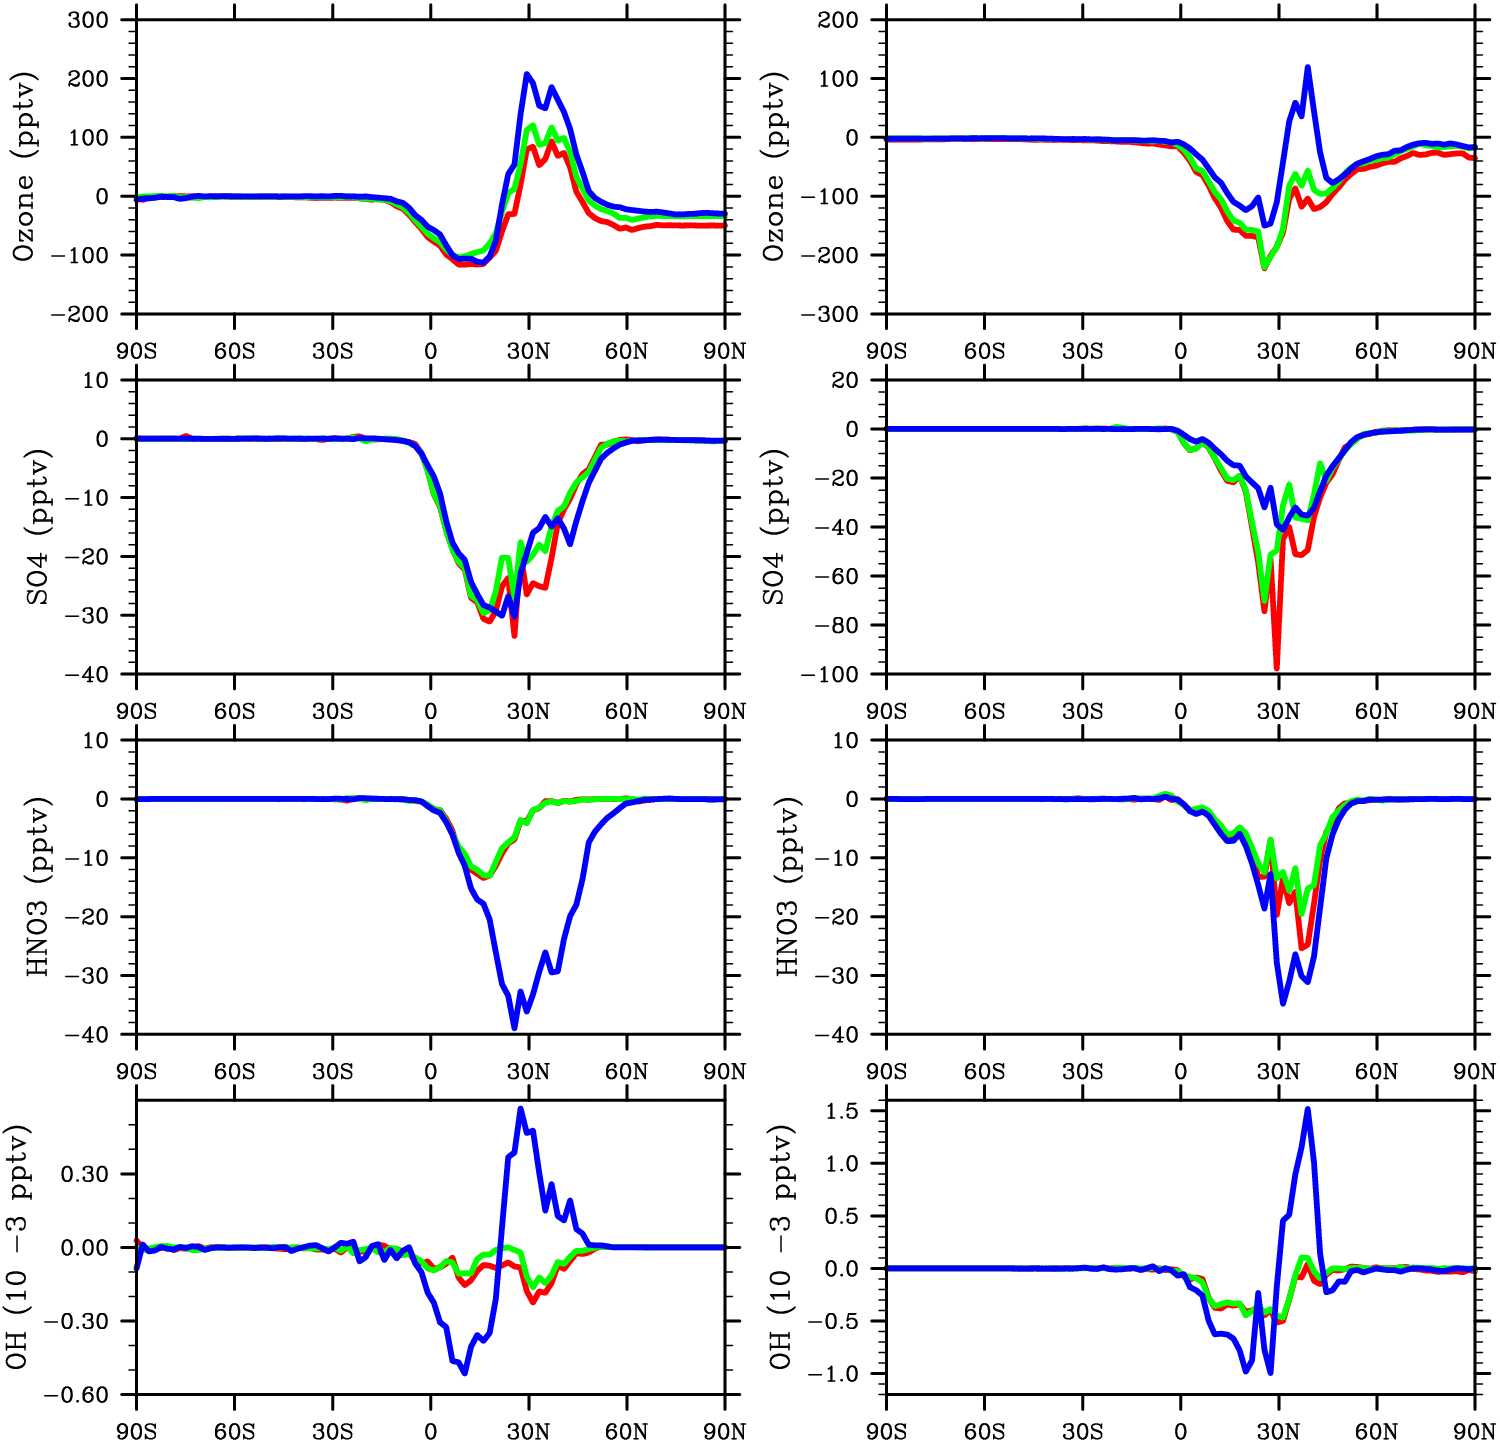 300
200
100
0
−100
−200
Ozone (pptv)
90S 60S 30S 0 30N 60N 90N
200
100
0
−100
−200
−300
Ozone (pptv)
90S 60S 30S 0 30N 60N 90N
10
0
−10
−20
−30
−40
SO4 (pptv)
90S 60S 30S 0 30N 60N 90N
20
0
−20
−40
−60
−80
−100
SO4 (pptv)
90S 60S 30S 0 30N 60N 90N
10
0
−10
−20
−30
−40
HNO3 (pptv)
90S 60S 30S 0 30N 60N 90N
10
0
−10
−20
−30
−40
HNO3 (pptv)
90S 60S 30S 0 30N 60N 90N
0.30
0.00
−0.30
−0.60
OH (10 −3 pptv)
90S 60S 30S 0 30N 60N 90N
1.5
1.0
0.5
0.0
−0.5
−1.0
OH (10 −3 pptv)
90S 60S 30S 0 30N 60N 90N